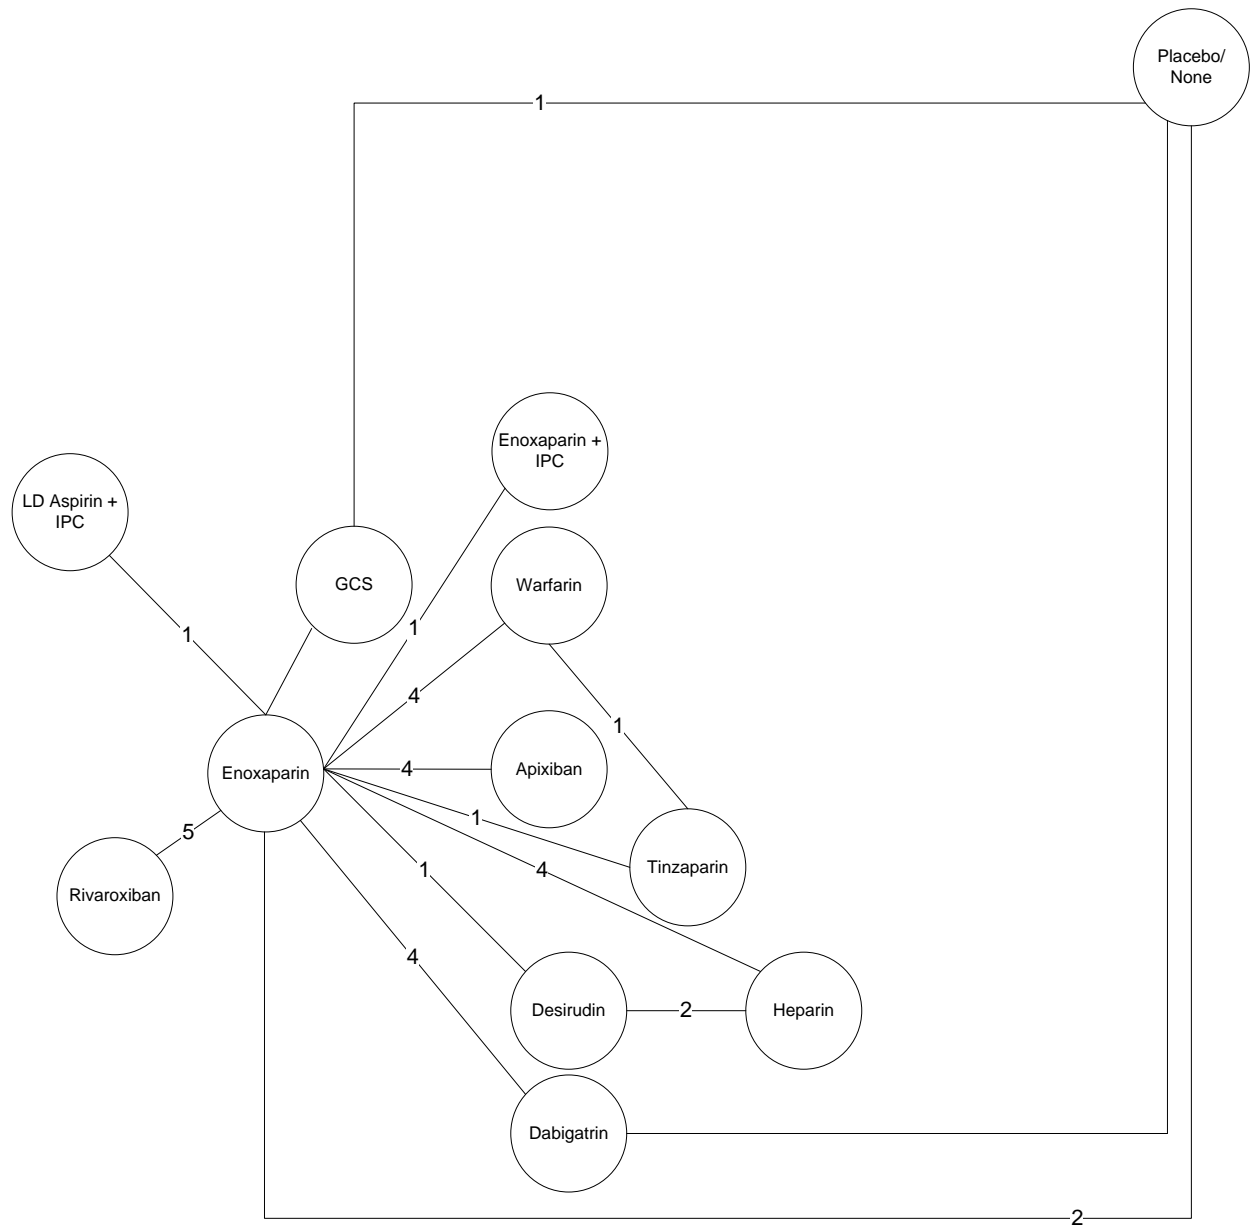 Placebo/
None
1
Enoxaparin +
IPC
LD Aspirin +
IPC
GCS
Warfarin
1
1
4
1
Enoxaparin
4
Apixiban
1
5
4
Tinzaparin
1
Rivaroxiban
4
Desirudin
2
Heparin
Dabigatrin
2